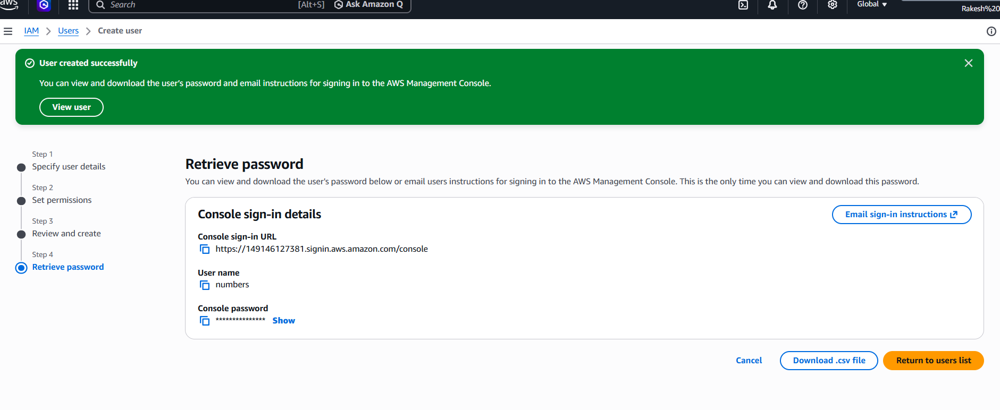 aws
Search [Alt+S] Ask Amazon Q Global Rakesh%20
IAM > Users > Create user
User created successfully
You can view and download the user's password and email instructions for signing in to the AWS Management Console.
View user
Step 1
Specify user details
Step 2
Set permissions
Step 3
Review and create
Step 4
Retrieve password
Retrieve password
You can view and download the user's password below or email users instructions for signing in to the AWS Management Console. This is the only time you can view and download this password.
Console sign-in details
Email sign-in instructions
Console sign-in URL
https://149146127381.signin.aws.amazon.com/console
User name
numbers
Console password
*************** Show
Cancel Download .csv file Return to users list